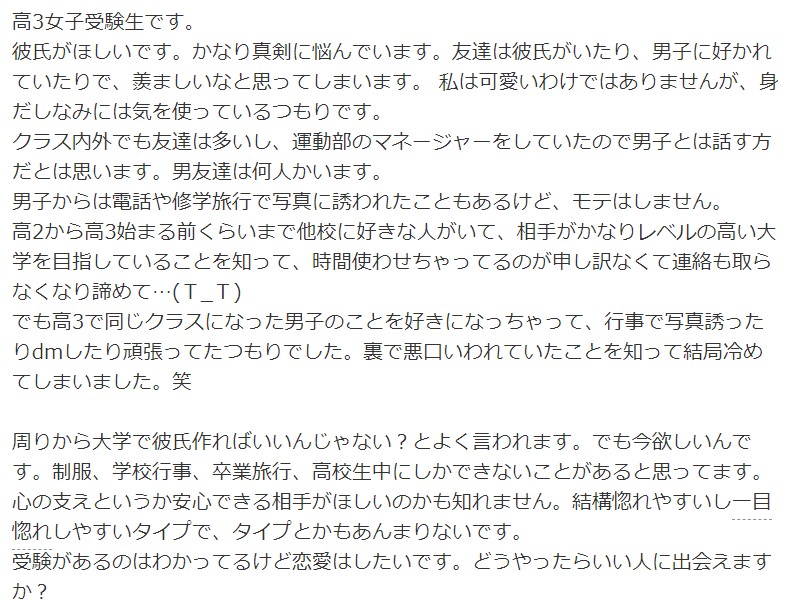 高3女子受験生です。
彼氏がほしいです。かなり真剣に悩んでいます。友達は彼氏がいたり、男子に好かれ
ていたりで、羨ましいなと思ってしまいます。 私は可愛いわけではありませんが、身
だしなみには気を使っているつもりです。
クラス内外でも友達は多いし、運動部のマネージャーをしていたので男子とは話す方
だとは思います。男友達は何人かいます。
男子からは電話や修学旅行で写真に誘われたこともあるけど、モテはしません。
高2から高3始まる前くらいまで他校に好きな人がいて、相手がかなりレベルの高い大
学を目指していることを知って、時間使わせちゃってるのが申し訳なくて連絡も取ら
なくなり諦めて…(T_T)
でも高3で同じクラスになった男子のことを好きになっちゃって、行事で写真誘った
りdmしたり頑張ってたつもりでした。裏で悪口いわれていたことを知って結局冷め
てしまいました。笑

周りから大学で彼氏作ればいいんじゃない？とよく言われます。でも今欲しいんで
す。制服、学校行事、卒業旅行、高校生中にしかできないことがあると思ってます。
心の支えというか安心できる相手がほしいのかも知れません。結構惚れやすいし一目
惚れしやすいタイプで、タイプとかもあんまりないです。
受験があるのはわかってるけど恋愛はしたいです。どうやったらいい人に出会えます
か？